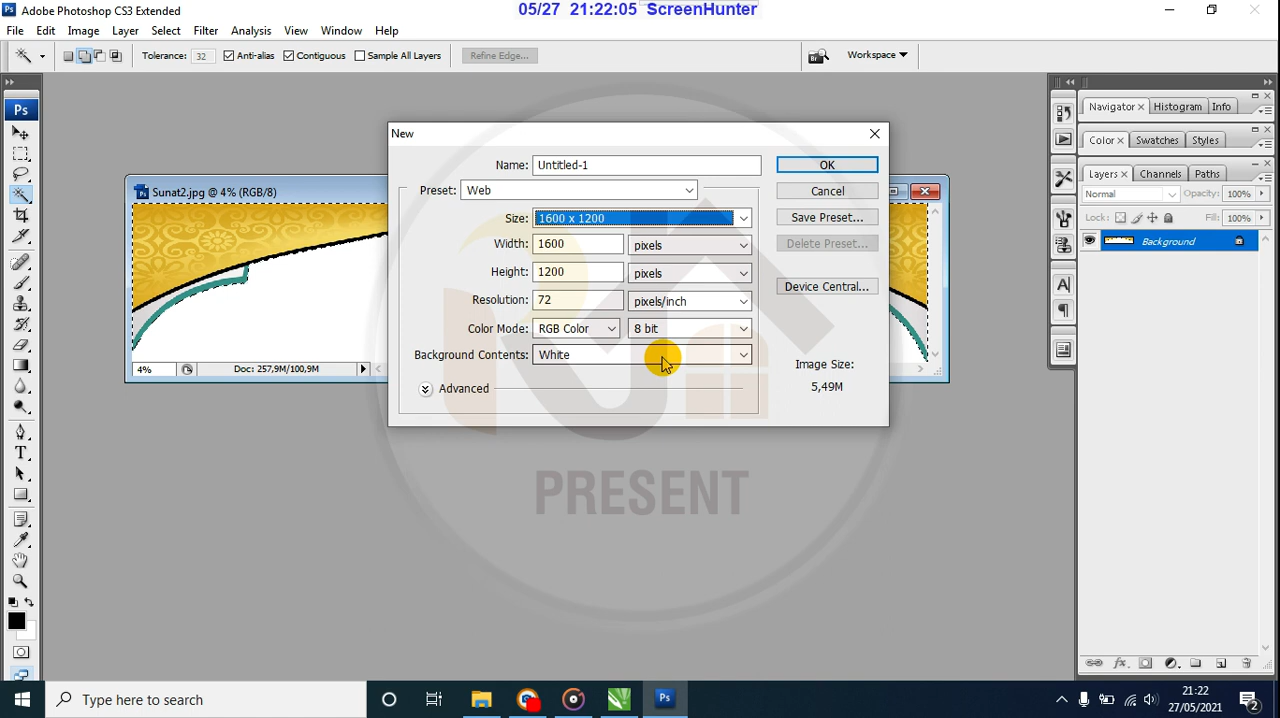 Adobe Photoshop CS3 Extended
05/27 21:22:05 ScreenHunter
File Edit Image Layer Select Filter Analysis View Window Help
Tolerance: 32 Anti-alias Contiguous Sample All Layers Refine Edge... Workspace
Ps
New
Name: Untitled-1 OK
Preset: Web Cancel
Size: 1600 x 1200 Save Preset...
Width: 1600 pixels Delete Preset...
Height: 1200 pixels Device Central...
Resolution: 72 pixels/inch
Color Mode: RGB Color 8 bit
Background Contents: White
Image Size:
5,49M
Advanced
Sunat2.jpg @ 4% (RGB/8)
4% Doc: 257,9M/100,9M
Navigator Histogram Info
Color Swatches Styles
Layers Channels Paths
Normal Opacity: 100%
Lock: Fill: 100%
Background
PRESENT
Type here to search
Ps
21:22
27/05/2021
2